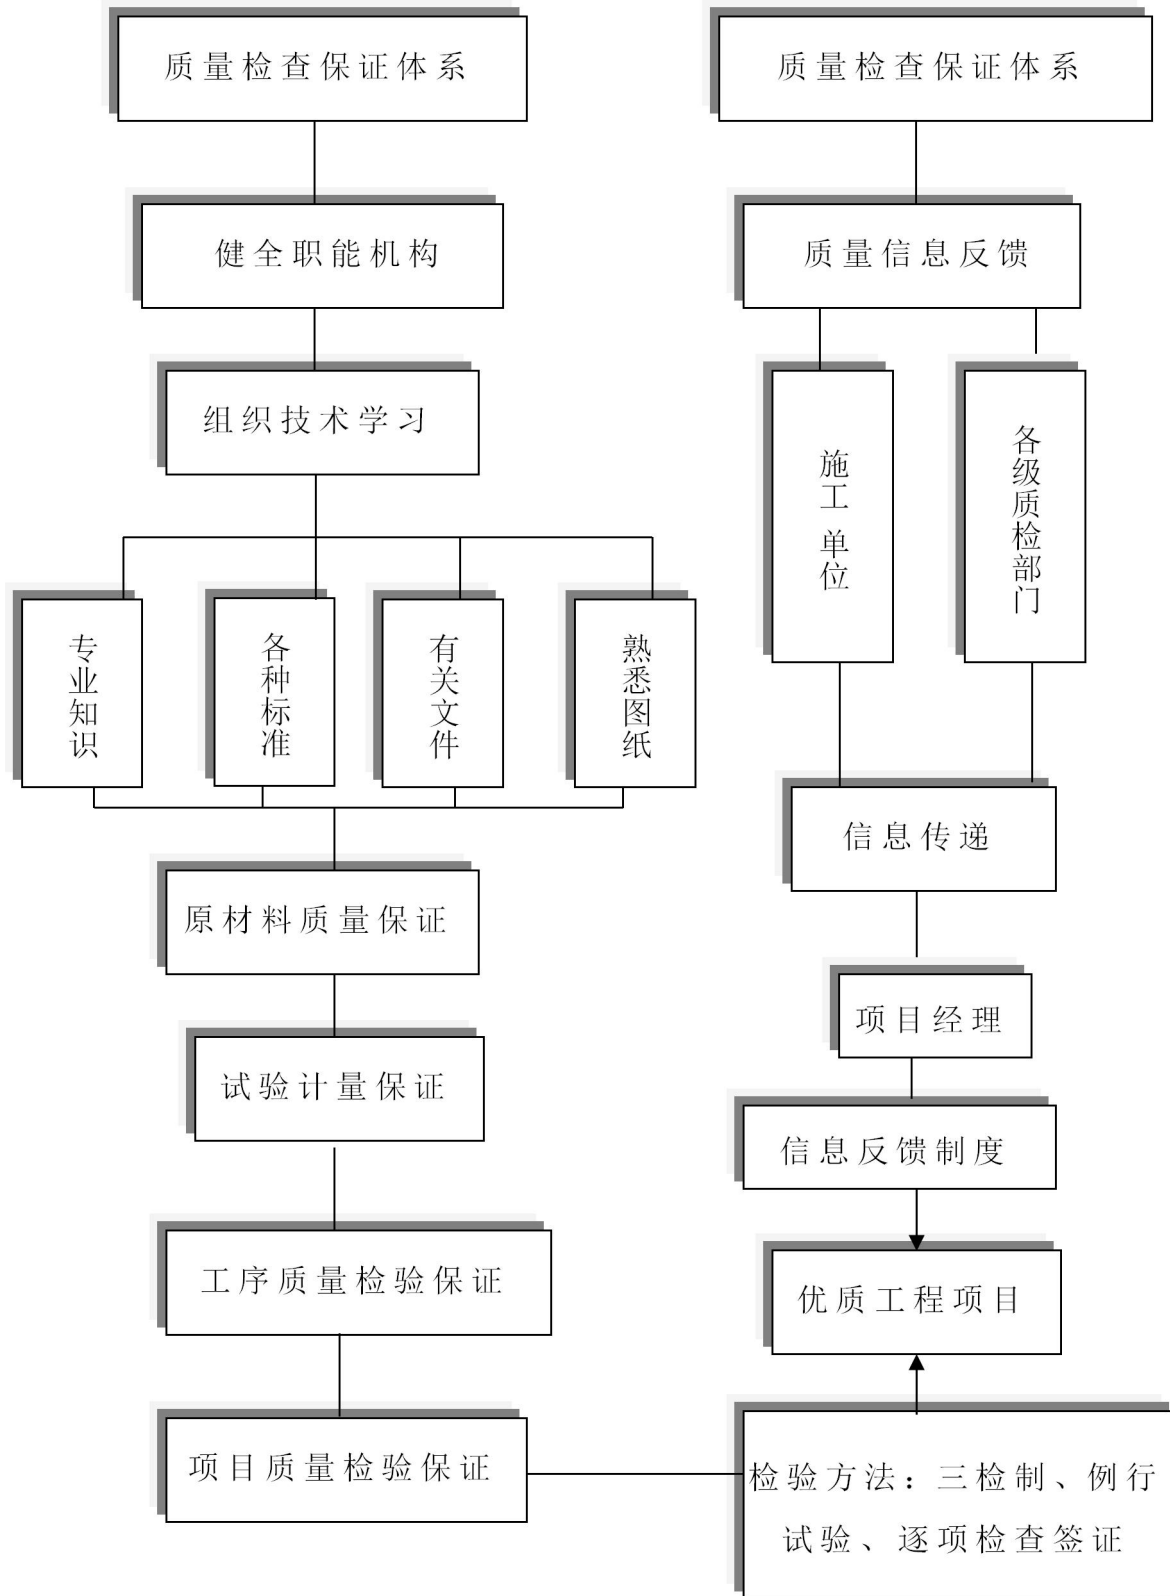 质量检查保证体系
质量检查保证体系
健全职能机构
质量信息反馈
组织技术学习
施工单位
各级质检部门
专业知识
各种标准
有关文件
熟悉图纸
信息传递
原材料质量保证
项目经理
试验计量保证
信息反馈制度
工序质量检验保证
优质工程项目
项目质量检验保证
检验方法：三检制、例行
试验、逐项检查签证